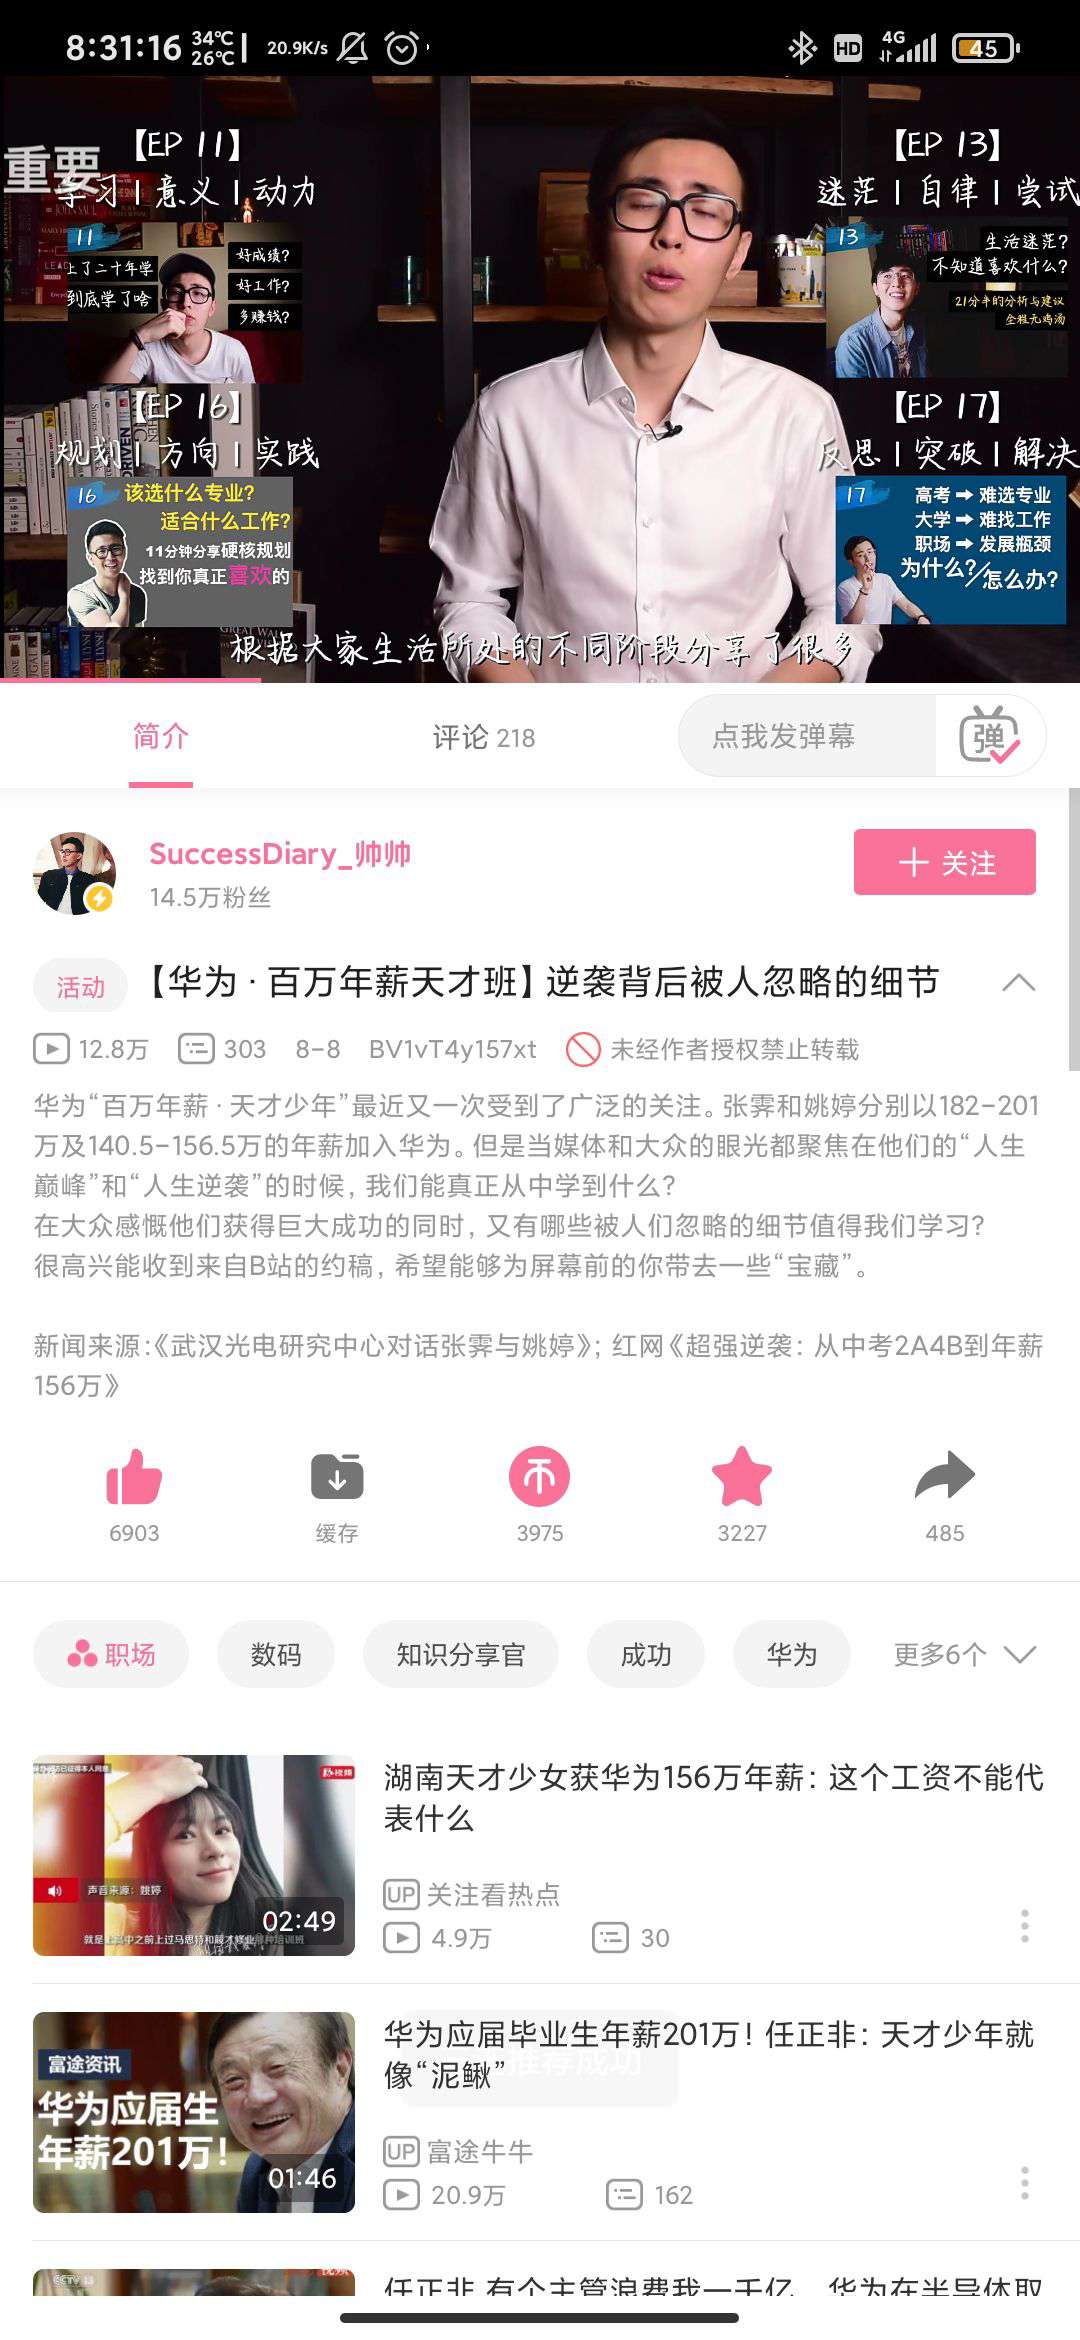 8:31:16 34℃ 26℃ 20.9K/s HD 4G 45
【EP 11】
【EP 13】
重要
学习 | 意义 | 动力
迷茫 | 自律 | 尝试
11
上了二十年学
到底学了啥
好成绩?
好工作?
多赚钱?
13
生活迷茫?
不知道喜欢什么?
21分半的分析与建议
全程无鸡汤
【EP 16】
【EP 17】
规划 | 方向 | 实践
反思 | 突破 | 解决
16 该选什么专业?
适合什么工作?
11分钟分享硬核规划
找到你真正喜欢的
17 高考 ➡ 难选专业
大学 ➡ 难找工作
职场 ➡ 发展瓶颈
为什么?/怎么办?
根据大家生活所处的不同阶段分享了很多
简介 评论 218 点我发弹幕 弹
SuccessDiary_帅帅
14.5万粉丝
+ 关注
活动 【华为 · 百万年薪天才班】逆袭背后被人忽略的细节
12.8万 303 8-8 BV1vT4y157xt 未经作者授权禁止转载
华为“百万年薪 · 天才少年”最近又一次受到了广泛的关注。张霁和姚婷分别以182-201
万及140.5-156.5万的年薪加入华为。但是当媒体和大众的眼光都聚焦在他们的“人生
巅峰”和“人生逆袭”的时候, 我们能真正从中学到什么?
在大众感慨他们获得巨大成功的同时, 又有哪些被人们忽略的细节值得我们学习?
很高兴能收到来自B站的约稿, 希望能够为屏幕前的你带去一些“宝藏”。
新闻来源:《武汉光电研究中心对话张霁与姚婷》; 红网《超强逆袭: 从中考2A4B到年薪
156万》
6903 缓存 3975 3227 485
职场 数码 知识分享官 成功 华为 更多6个
湖南天才少女获华为156万年薪: 这个工资不能代
表什么
声音来源: 姚婷
02:49
UP 关注看热点
4.9万 30
华为应届毕业生年薪201万! 任正非: 天才少年就
像“泥鳅”
推荐成功
富途资讯
华为应届生
年薪201万!
01:46
UP 富途牛牛
20.9万 162
CCTV 13
任正非 有个主管浪费我一千亿 华为在半导体取